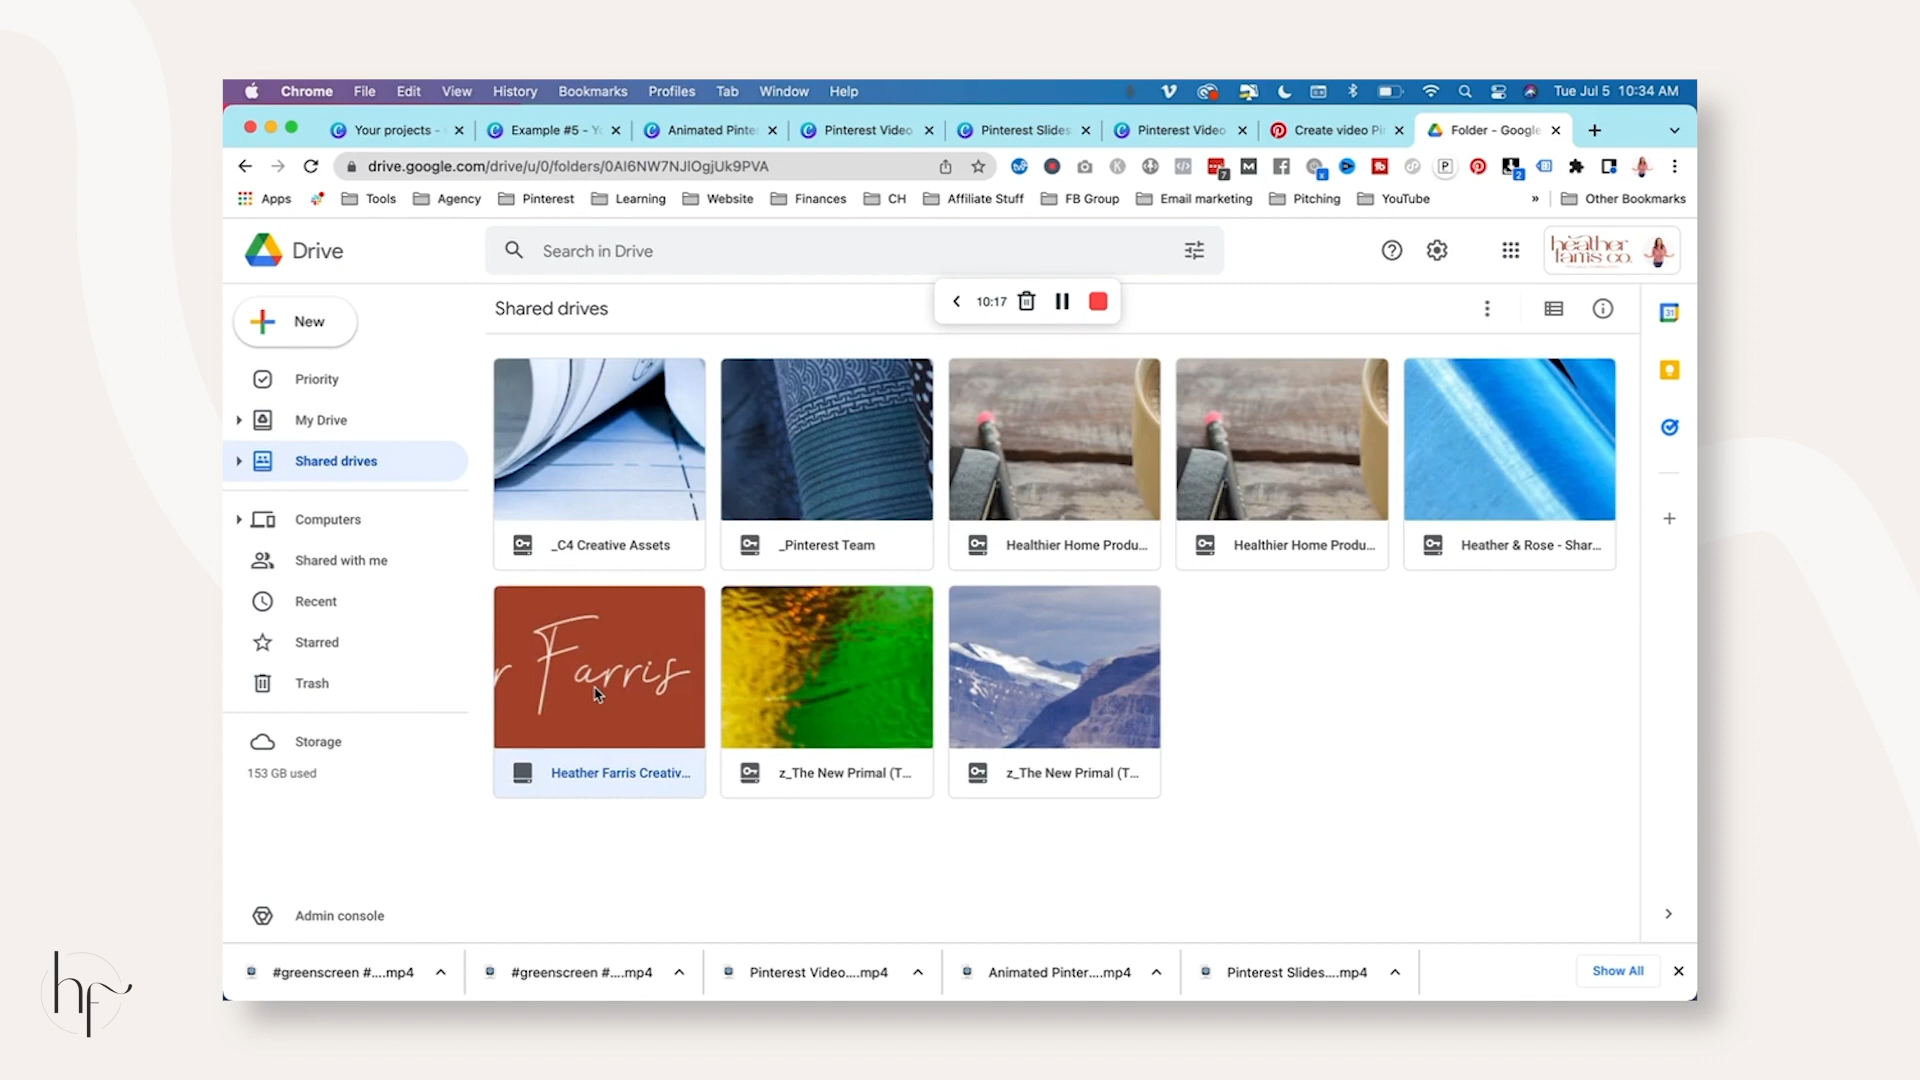 Chrome File Edit View History Bookmarks Profiles Tab Window Help Tue Jul 5 10:34 AM
Your projects - Example #5 - Yo Animated Pinte Pinterest Video Pinterest Slides Pinterest Video Create video Pi Folder - Google
drive.google.com/drive/u/0/folders/0AI6NW7NJlOgjUk9PVA
Apps Tools Agency Pinterest Learning Website Finances CH Affiliate Stuff FB Group Email marketing Pitching YouTube » Other Bookmarks
Drive
Search in Drive
heather farris co.
New
Shared drives
10:17
Priority
My Drive
Shared drives
Computers
Shared with me
Recent
Starred
Trash
Storage
153 GB used
Admin console
_C4 Creative Assets
_Pinterest Team
Healthier Home Produ...
Healthier Home Produ...
Heather & Rose - Shar...
r Farris
Heather Farris Creativ...
z_The New Primal (T...
z_The New Primal (T...
#greenscreen #....mp4
#greenscreen #....mp4
Pinterest Video....mp4
Animated Pinter....mp4
Pinterest Slides....mp4
Show All
hf